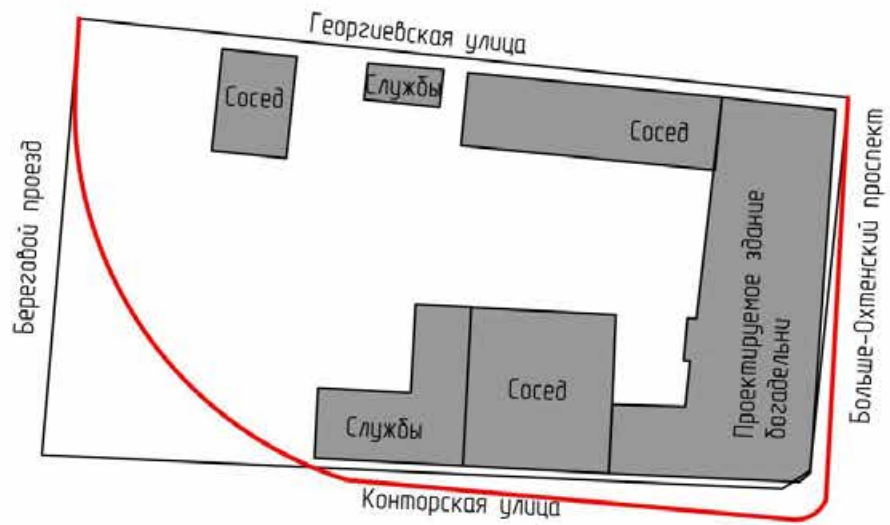 Георгиевская улица
Сосед
Службы
Сосед
Береговой проезд
Больше-Охтенский проспект
Проектируемое здание
богадельни
Сосед
Службы
Конторская улица